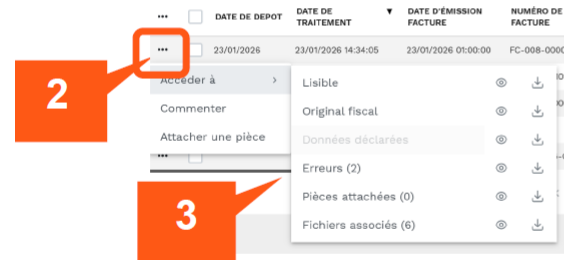 ••• DATE DE DEPOT DATE DE TRAITEMENT ▼ DATE D'ÉMISSION FACTURE NUMÉRO DE FACTURE
••• 23/01/2026 23/01/2026 14:34:05 23/01/2026 01:00:00 FC-008-0000
2
Accéder à >
Commenter
Attacher une pièce
•••
Lisible
Original fiscal
Données déclarées
Erreurs (2)
Pièces attachées (0)
Fichiers associés (6)
3